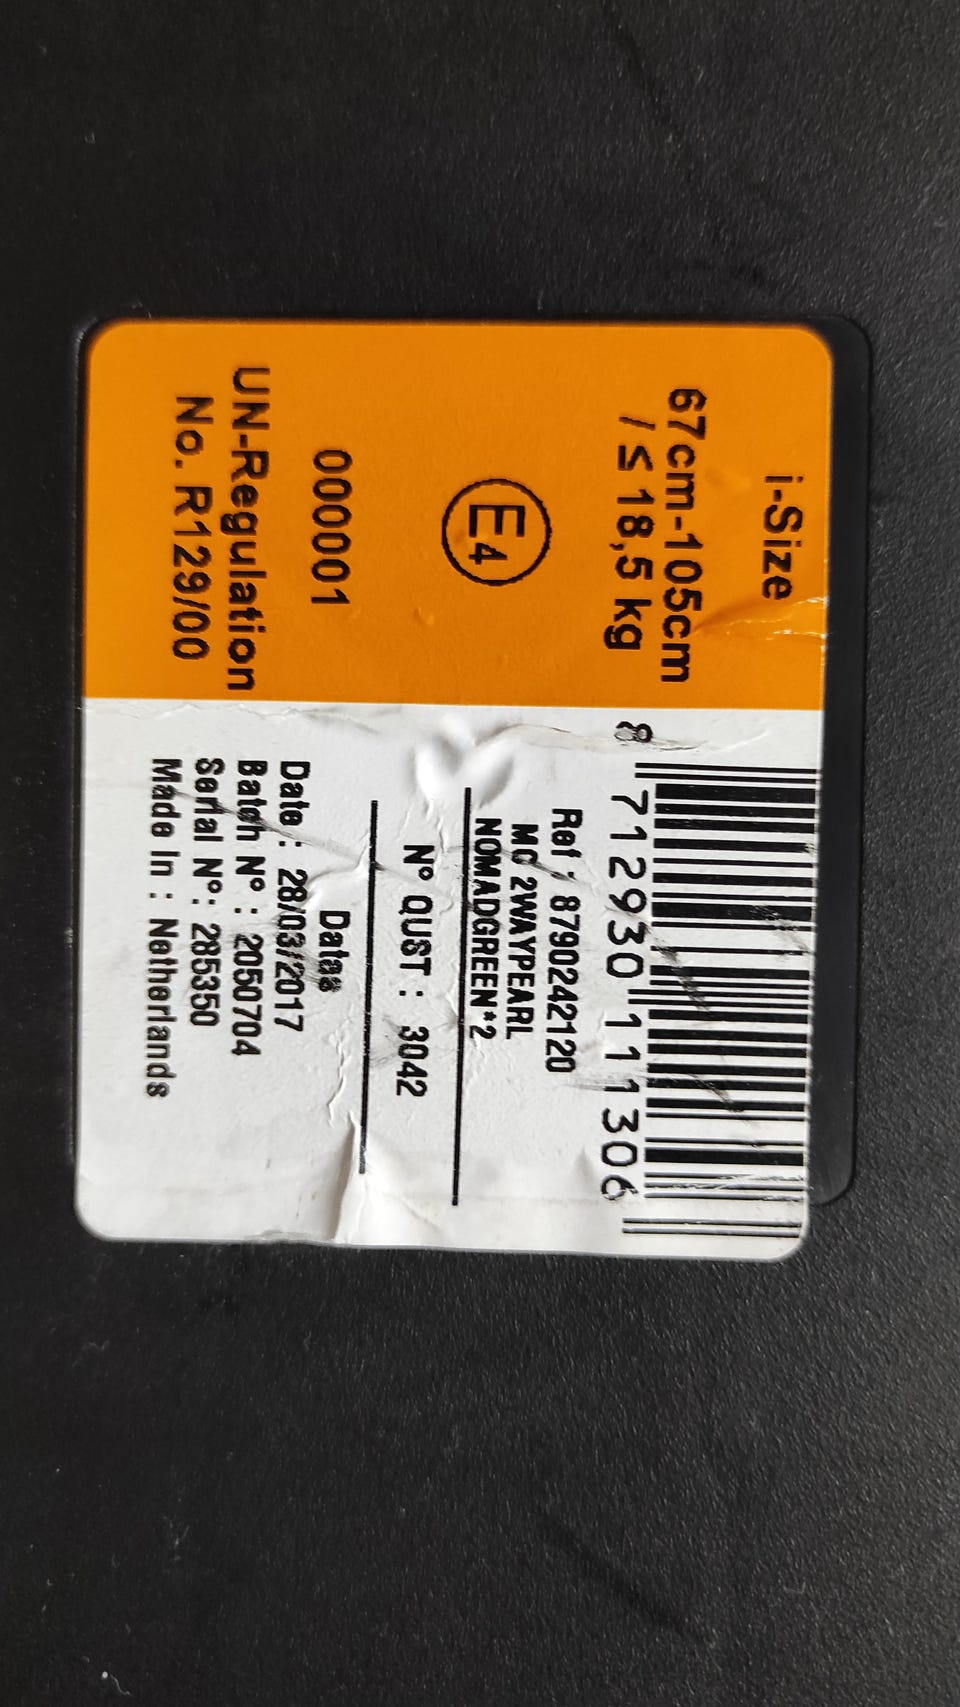 i-Size
67cm-105cm
/ ≤ 18,5 kg
E4
000001
UN-Regulation
No. R129/00
8 712930 111306
Ref : 8790242120
MC 2WAYPEARL
NOMADGREEN*2
N° QUST : 3042
Datas
Date : 28/03/2017
Batch N° : 2050704
Serial N° : 285350
Made In : Netherlands